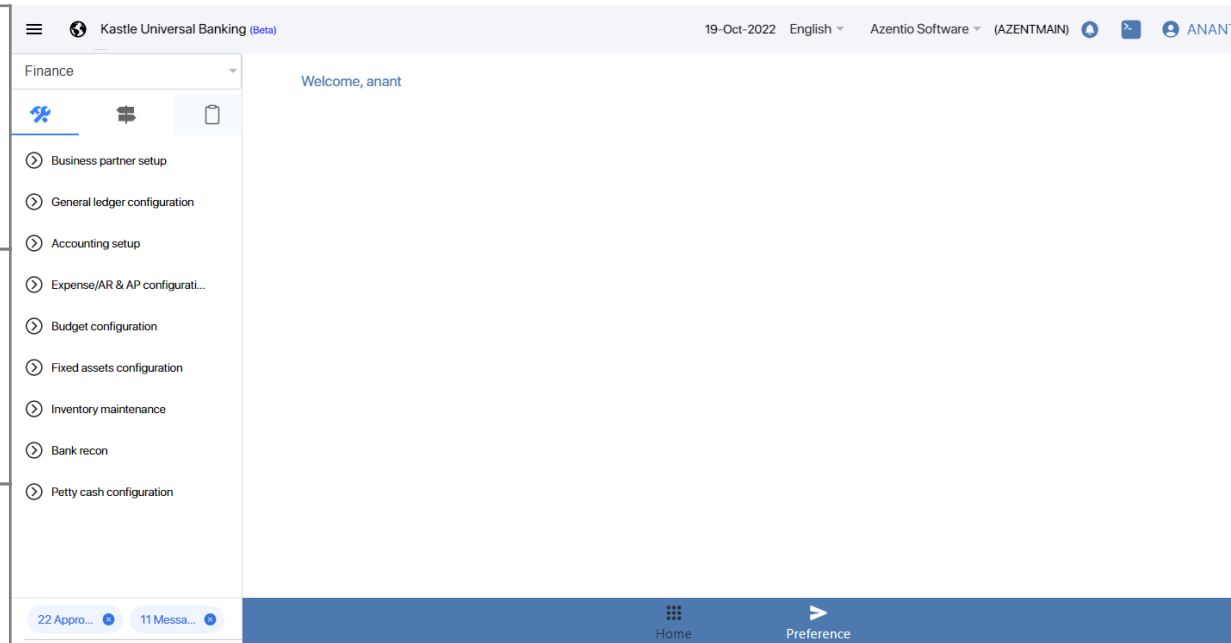 Kastle Universal Banking (Beta) 19-Oct-2022 English Azentio Software (AZENTMAIN) ANANT
Finance
Welcome, anant
Business partner setup
General ledger configuration
Accounting setup
Expense/AR & AP configurati...
Budget configuration
Fixed assets configuration
Inventory maintenance
Bank recon
Petty cash configuration
22 Appro... 11 Messa...
Home Preference